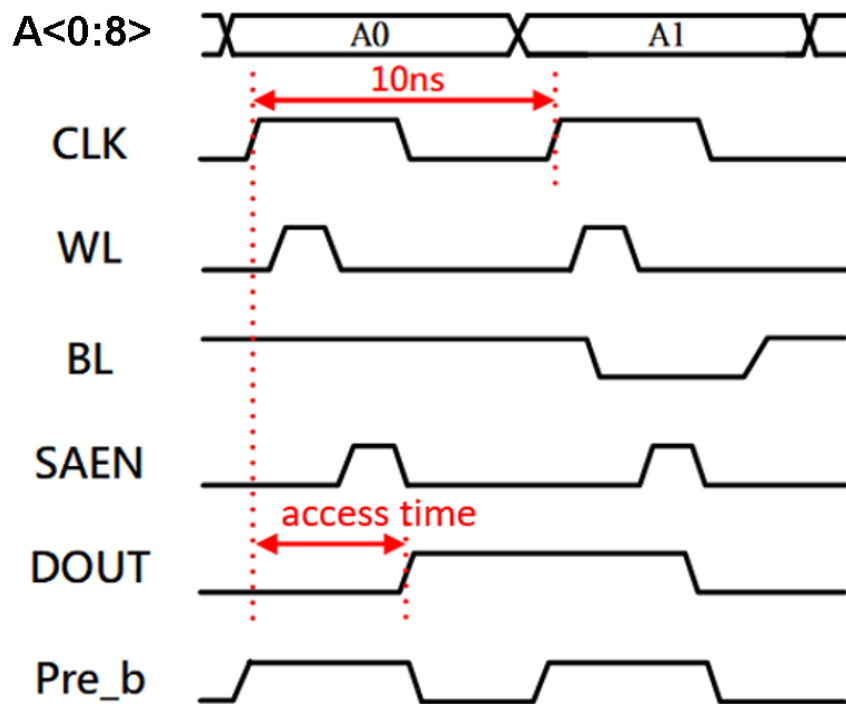 A<0:8>
A0
A1
10ns
CLK
WL
BL
SAEN
access time
DOUT
Pre_b